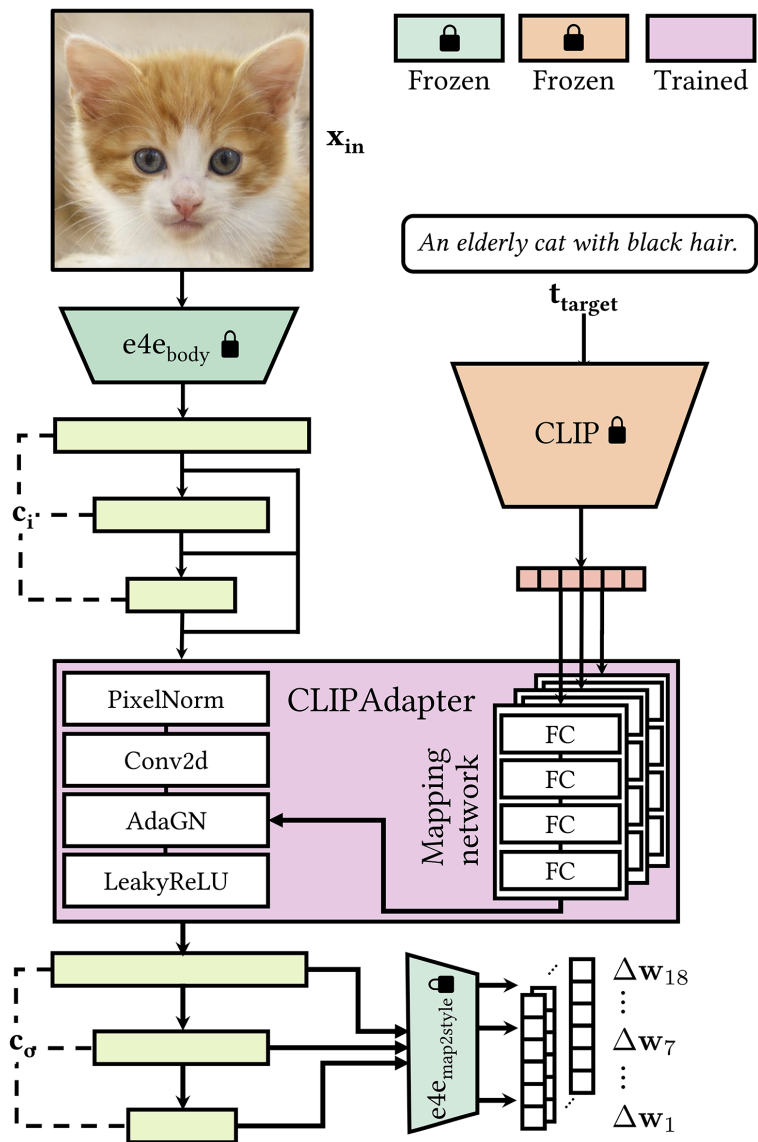 Frozen
Frozen
Trained
x_in
An elderly cat with black hair.
t_target
e4e_body
CLIP
c_i
CLIPAdapter
PixelNorm
Conv2d
AdaGN
LeakyReLU
Mapping
network
FC
FC
FC
FC
c_o
e4e_map2style
Δw_18
⋮
Δw_7
⋮
Δw_1